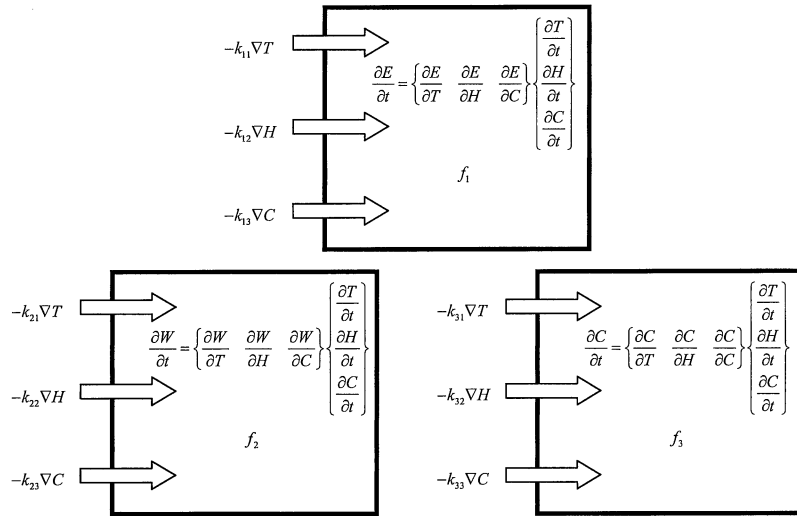 −k₁₁∇T
−k₁₂∇H
−k₁₃∇C
∂E/∂t = {∂E/∂T ∂E/∂H ∂E/∂C} {∂T/∂t ∂H/∂t ∂C/∂t}
f₁
−k₂₁∇T
−k₂₂∇H
−k₂₃∇C
∂W/∂t = {∂W/∂T ∂W/∂H ∂W/∂C} {∂T/∂t ∂H/∂t ∂C/∂t}
f₂
−k₃₁∇T
−k₃₂∇H
−k₃₃∇C
∂C/∂t = {∂C/∂T ∂C/∂H ∂C/∂C} {∂T/∂t ∂H/∂t ∂C/∂t}
f₃